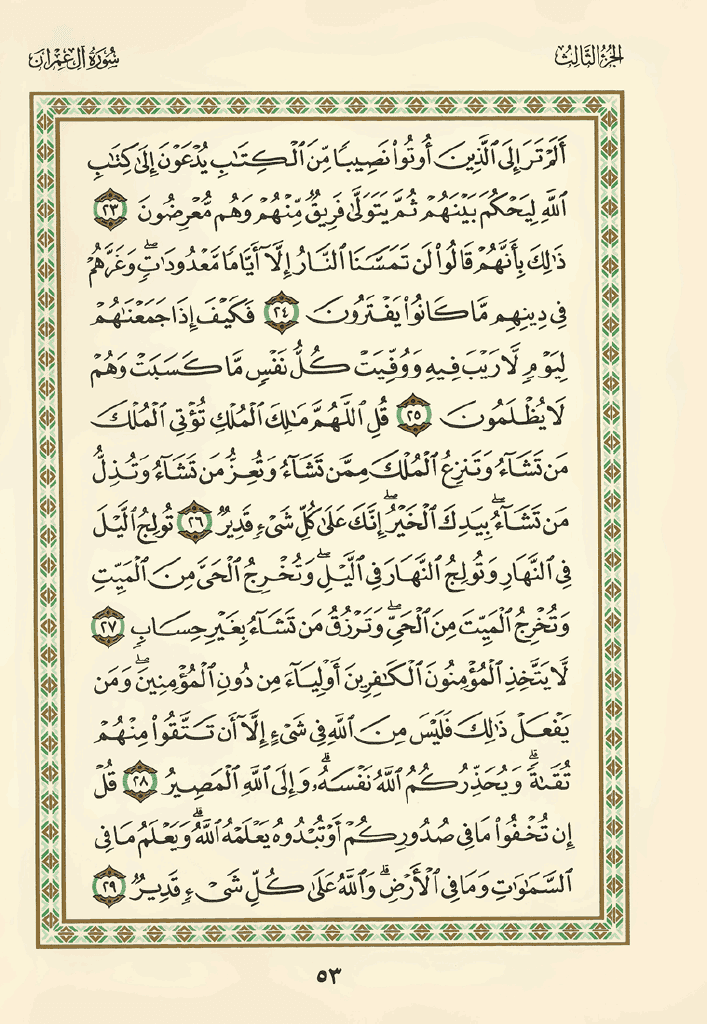 الجزء الثالث
سورة آل عمران
أَلَمْ تَرَ إِلَى ٱلَّذِينَ أُوتُوا۟ نَصِيبًا مِّنَ ٱلْكِتَٰبِ يُدْعَوْنَ إِلَىٰ كِتَٰبِ
ٱللَّهِ لِيَحْكُمَ بَيْنَهُمْ ثُمَّ يَتَوَلَّىٰ فَرِيقٌ مِّنْهُمْ وَهُم مُّعْرِضُونَ ٢٣
ذَٰلِكَ بِأَنَّهُمْ قَالُوا۟ لَن تَمَسَّنَا ٱلنَّارُ إِلَّآ أَيَّامًا مَّعْدُودَٰتٍ ۖ وَغَرَّهُمْ
فِى دِينِهِم مَّا كَانُوا۟ يَفْتَرُونَ ٢٤ فَكَيْفَ إِذَا جَمَعْنَٰهُمْ
لِيَوْمٍ لَّا رَيْبَ فِيهِ وَوُفِّيَتْ كُلُّ نَفْسٍ مَّا كَسَبَتْ وَهُمْ
لَا يُظْلَمُونَ ٢٥ قُلِ ٱللَّهُمَّ مَٰلِكَ ٱلْمُلْكِ تُؤْتِى ٱلْمُلْكَ
مَن تَشَآءُ وَتَنزِعُ ٱلْمُلْكَ مِمَّن تَشَآءُ وَتُعِزُّ مَن تَشَآءُ وَتُذِلُّ
مَن تَشَآءُ ۖ بِيَدِكَ ٱلْخَيْرُ ۖ إِنَّكَ عَلَىٰ كُلِّ شَىْءٍ قَدِيرٌ ٢٦ تُولِجُ ٱلَّيْلَ
فِى ٱلنَّهَارِ وَتُولِجُ ٱلنَّهَارَ فِى ٱلَّيْلِ ۖ وَتُخْرِجُ ٱلْحَىَّ مِنَ ٱلْمَيِّتِ
وَتُخْرِجُ ٱلْمَيِّتَ مِنَ ٱلْحَىِّ ۖ وَتَرْزُقُ مَن تَشَآءُ بِغَيْرِ حِسَابٍ ٢٧
لَّا يَتَّخِذِ ٱلْمُؤْمِنُونَ ٱلْكَٰفِرِينَ أَوْلِيَآءَ مِن دُونِ ٱلْمُؤْمِنِينَ ۖ وَمَن
يَفْعَلْ ذَٰلِكَ فَلَيْسَ مِنَ ٱللَّهِ فِى شَىْءٍ إِلَّآ أَن تَتَّقُوا۟ مِنْهُمْ
تُقَىٰةً ۗ وَيُحَذِّرُكُمُ ٱللَّهُ نَفْسَهُۥ ۗ وَإِلَى ٱللَّهِ ٱلْمَصِيرُ ٢٨ قُلْ
إِن تُخْفُوا۟ مَا فِى صُدُورِكُمْ أَوْ تُبْدُوهُ يَعْلَمْهُ ٱللَّهُ ۗ وَيَعْلَمُ مَا فِى
ٱلسَّمَٰوَٰتِ وَمَا فِى ٱلْأَرْضِ ۗ وَٱللَّهُ عَلَىٰ كُلِّ شَىْءٍ قَدِيرٌ ٢٩
٥٣